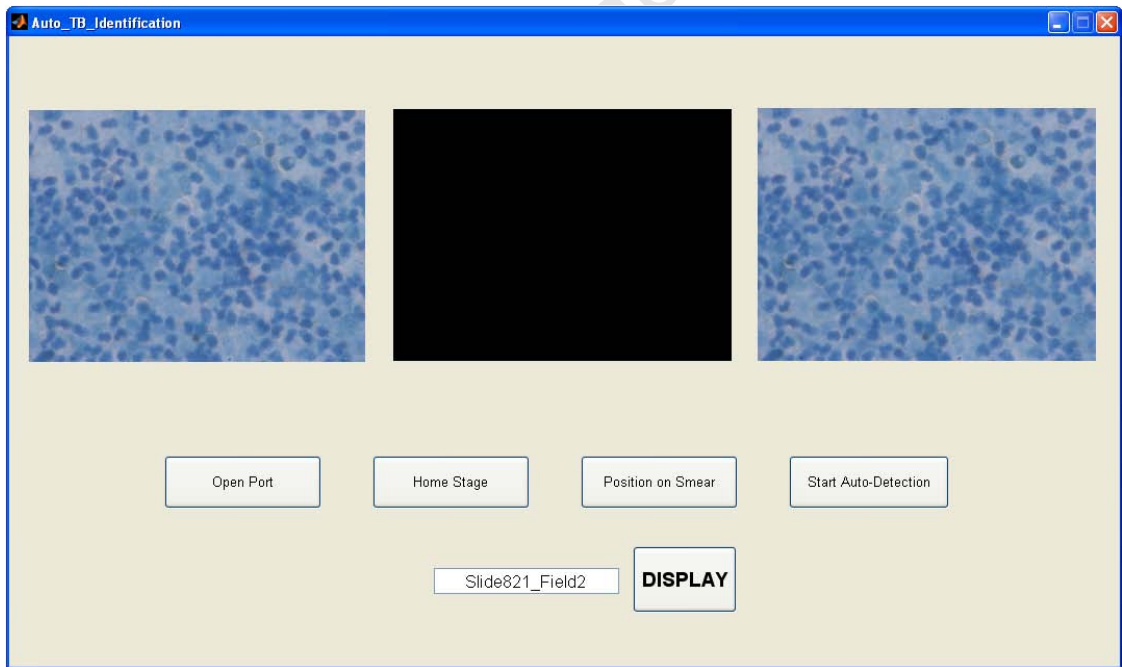 Auto_TB_Identification
Open Port
Home Stage
Position on Smear
Start Auto-Detection
Slide821_Field2
DISPLAY